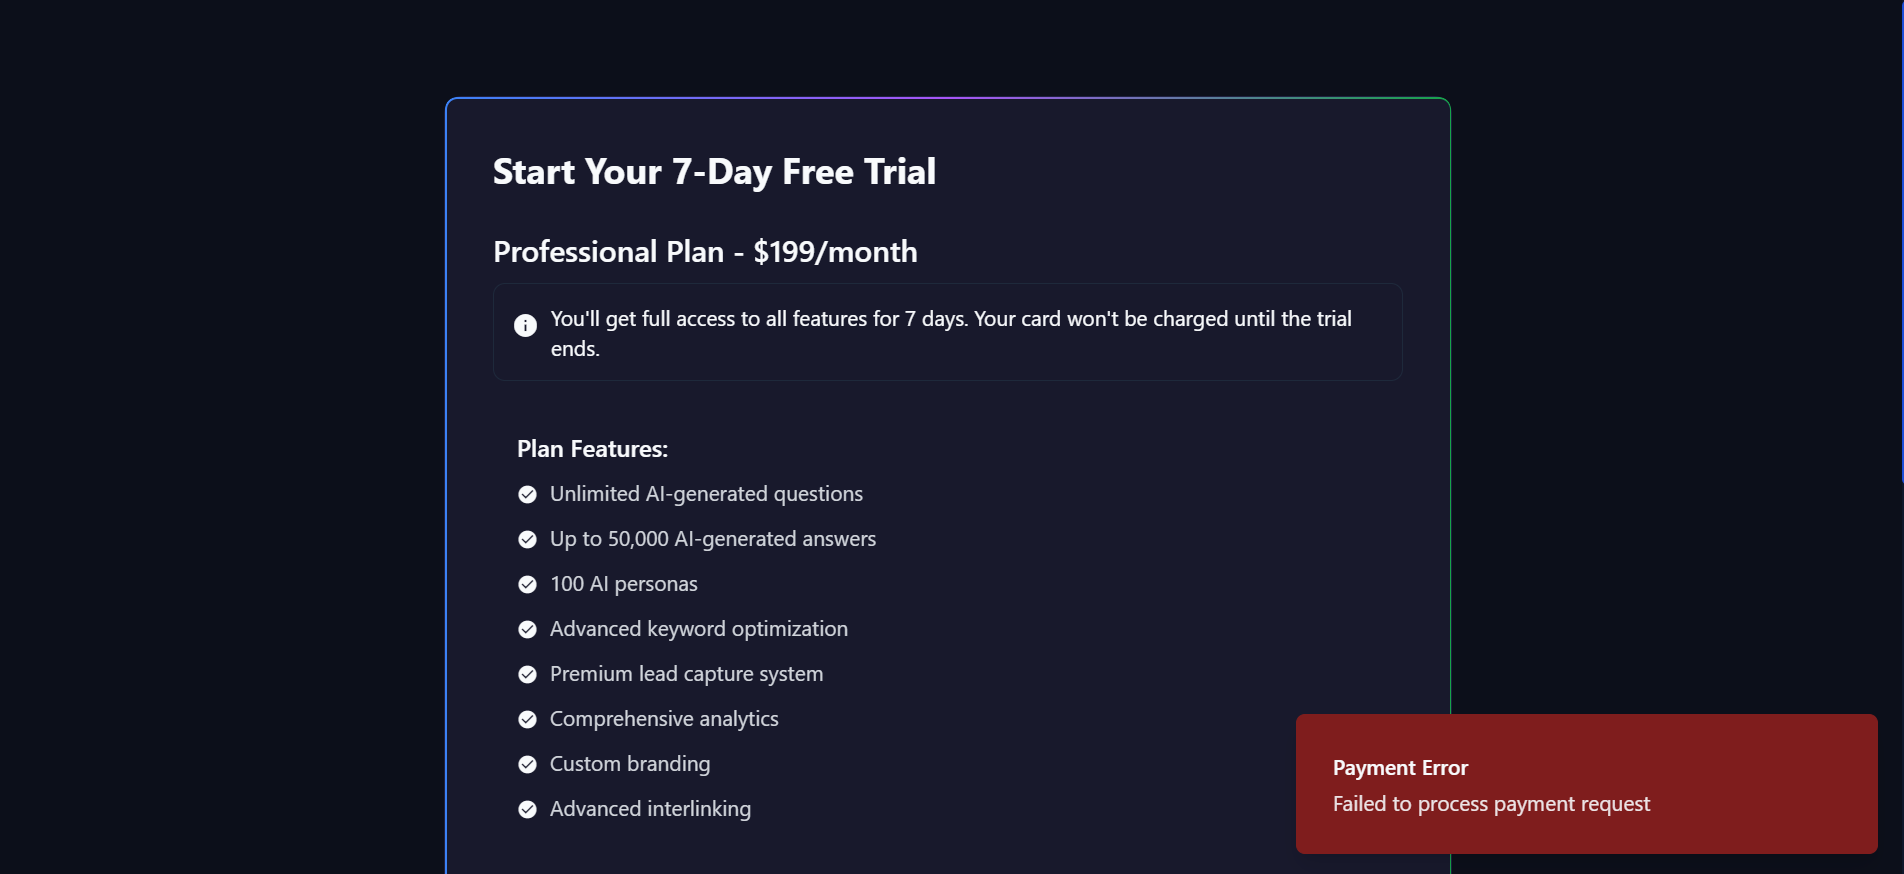 Start Your 7-Day Free Trial
Professional Plan - $199/month
You'll get full access to all features for 7 days. Your card won't be charged until the trial
ends.
Plan Features:
Unlimited AI-generated questions
Up to 50,000 AI-generated answers
100 AI personas
Advanced keyword optimization
Premium lead capture system
Comprehensive analytics
Custom branding
Advanced interlinking
Payment Error
Failed to process payment request